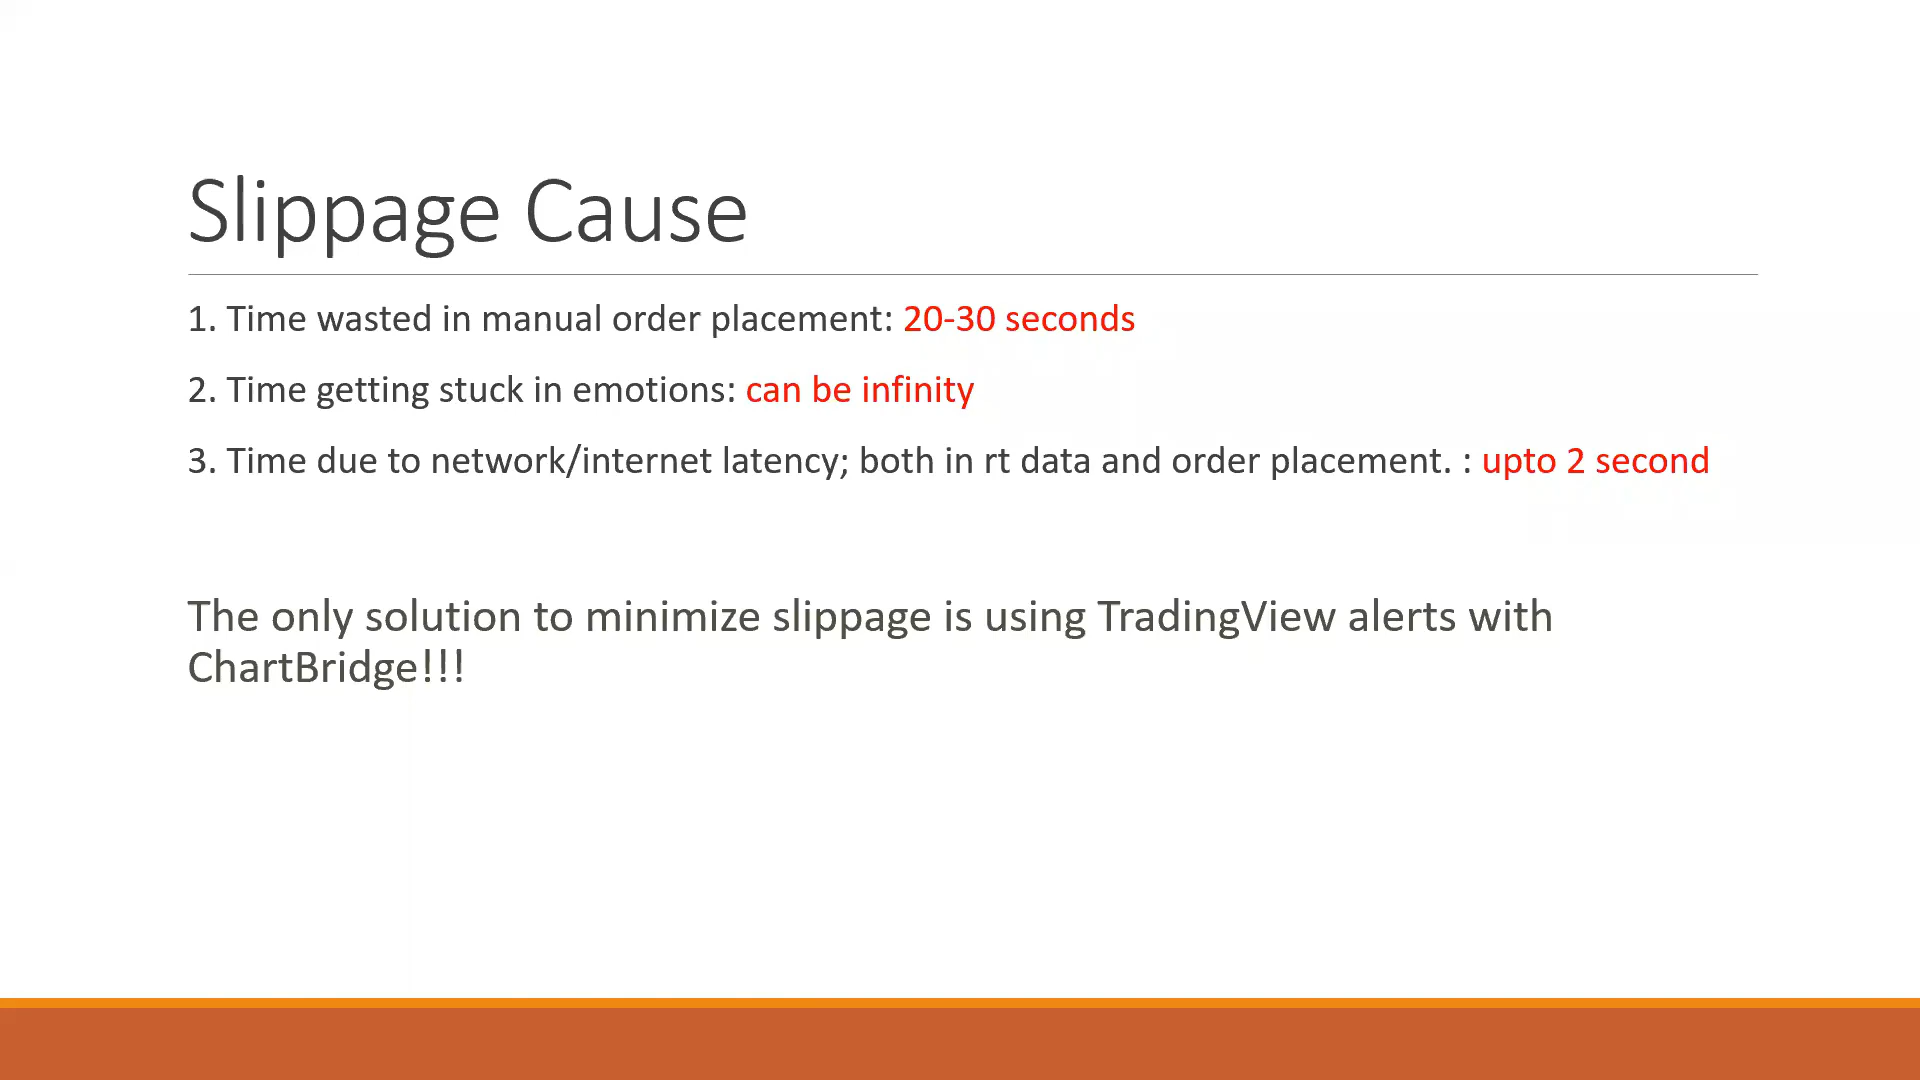 Slippage Cause
1. Time wasted in manual order placement: 20-30 seconds
2. Time getting stuck in emotions: can be infinity
3. Time due to network/internet latency; both in rt data and order placement. : upto 2 second
The only solution to minimize slippage is using TradingView alerts with
ChartBridge!!!